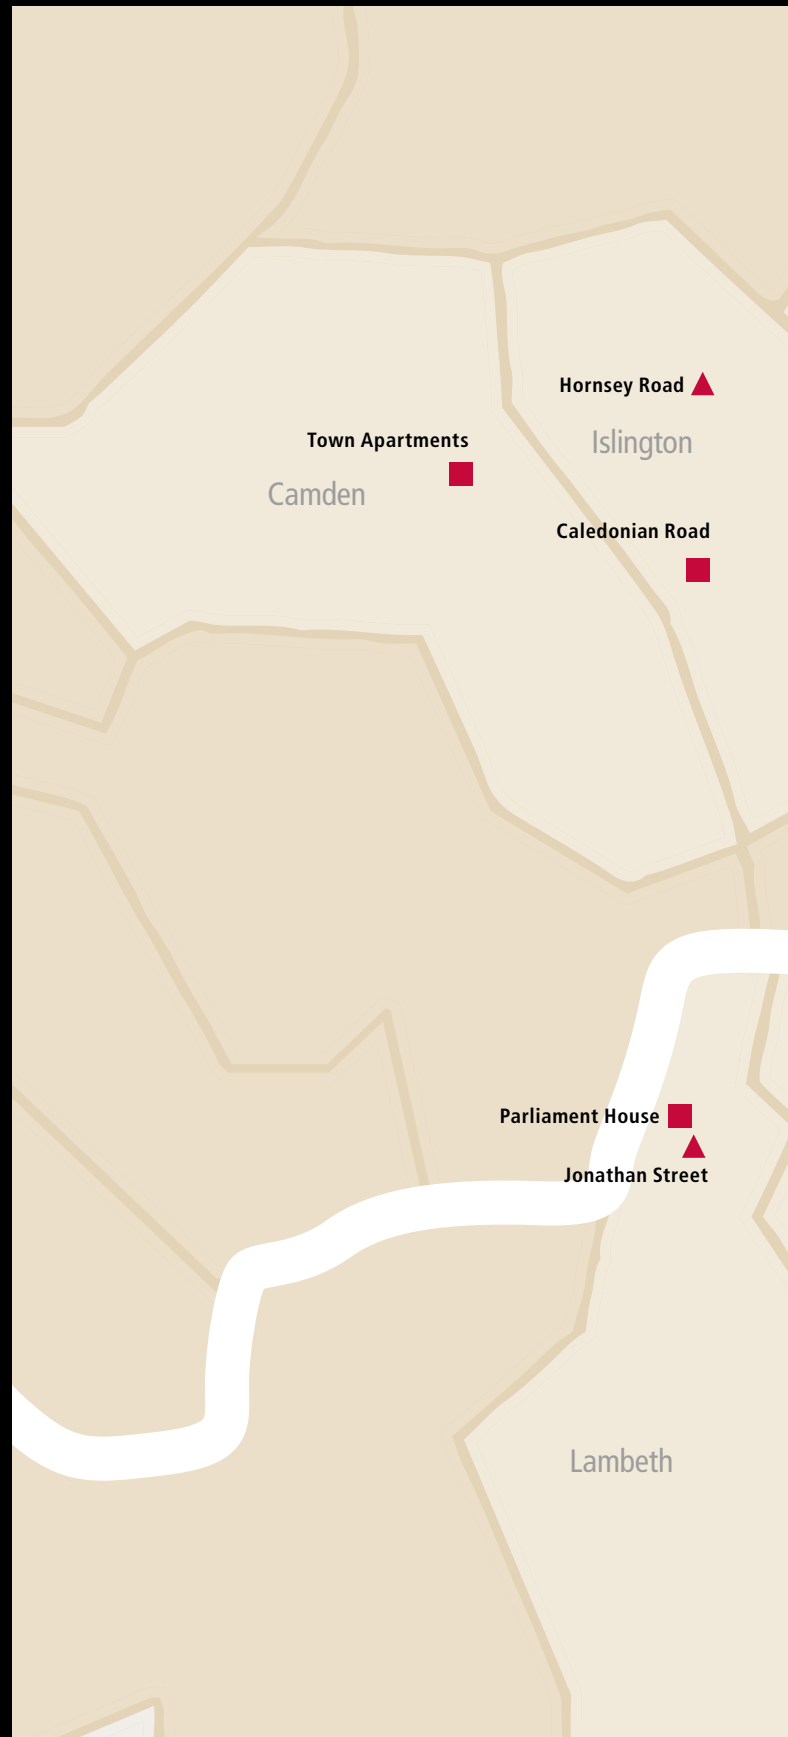 Hornsey Road
Islington
Town Apartments
Camden
Caledonian Road
Parliament House
Jonathan Street
Lambeth